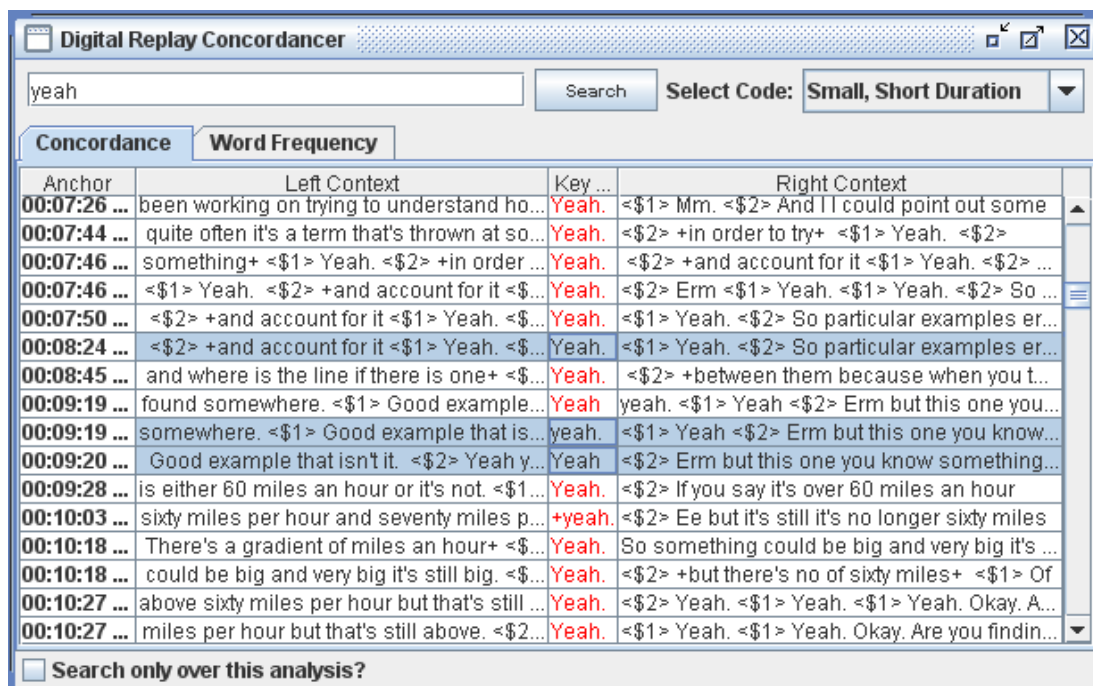 Digital Replay Concordancer
yeah Search Select Code: Small, Short Duration
Concordance Word Frequency
Anchor Left Context Key ... Right Context
00:07:26 ... been working on trying to understand ho... Yeah. <$1> Mm. <$2> And I I could point out some
00:07:44 ... quite often it's a term that's thrown at so... Yeah. <$2> +in order to try+ <$1> Yeah. <$2>
00:07:46 ... something+ <$1> Yeah. <$2> +in order ... Yeah. <$2> +and account for it <$1> Yeah. <$2> ...
00:07:46 ... <$1> Yeah. <$2> +and account for it <$... Yeah. <$2> Erm <$1> Yeah. <$1> Yeah. <$2> So ...
00:07:50 ... <$2> +and account for it <$1> Yeah. <$... Yeah. <$1> Yeah. <$2> So particular examples er...
00:08:24 ... <$2> +and account for it <$1> Yeah. <$... Yeah. <$1> Yeah. <$2> So particular examples er...
00:08:45 ... and where is the line if there is one+ <$... Yeah. <$2> +between them because when you t...
00:09:19 ... found somewhere. <$1> Good example... Yeah yeah. <$1> Yeah <$2> Erm but this one you...
00:09:19 ... somewhere. <$1> Good example that is... yeah. <$1> Yeah <$2> Erm but this one you know...
00:09:20 ... Good example that isn't it. <$2> Yeah y... Yeah <$2> Erm but this one you know something...
00:09:28 ... is either 60 miles an hour or it's not. <$1... Yeah. <$2> If you say it's over 60 miles an hour
00:10:03 ... sixty miles per hour and seventy miles p... +yeah. <$2> Ee but it's still it's no longer sixty miles
00:10:18 ... There's a gradient of miles an hour+ <$... Yeah. So something could be big and very big it's ...
00:10:18 ... could be big and very big it's still big. <$... Yeah. <$2> +but there's no of sixty miles+ <$1> Of
00:10:27 ... above sixty miles per hour but that's still ... Yeah. <$2> Yeah. <$1> Yeah. <$1> Yeah. Okay. A...
00:10:27 ... miles per hour but that's still above. <$2... Yeah. <$1> Yeah. <$1> Yeah. Okay. Are you findin...
Search only over this analysis?